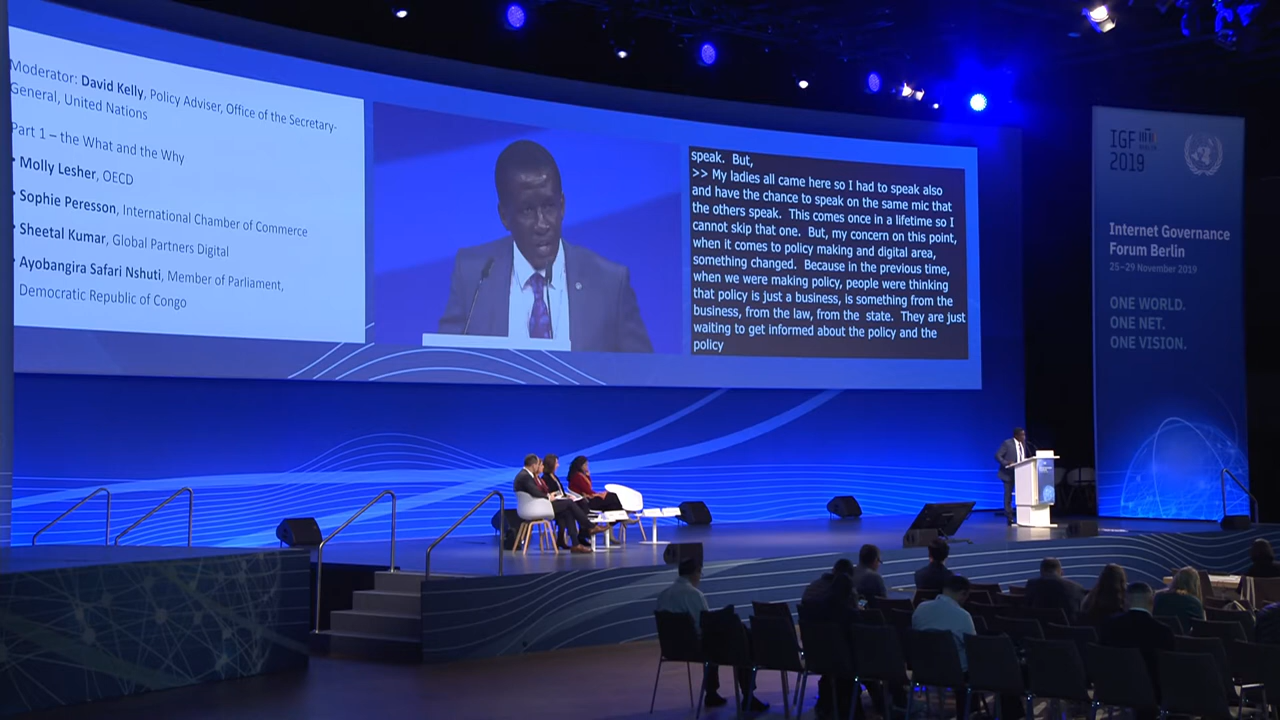 Moderator: David Kelly, Policy Adviser, Office of the Secretary-
General, United Nations
Part 1 – the What and the Why
• Molly Lesher, OECD
• Sophie Peresson, International Chamber of Commerce
• Sheetal Kumar, Global Partners Digital
• Ayobangira Safari Nshuti, Member of Parliament,
Democratic Republic of Congo
speak. But,
>> My ladies all came here so I had to speak also
and have the chance to speak on the same mic that
the others speak. This comes once in a lifetime so I
cannot skip that one. But, my concern on this point,
when it comes to policy making and digital area,
something changed. Because in the previous time,
when we were making policy, people were thinking
that policy is just a business, is something from the
business, from the law, from the state. They are just
waiting to get informed about the policy and the
policy
IGF
2019
Internet Governance
Forum Berlin
25–29 November 2019
ONE WORLD.
ONE NET.
ONE VISION.